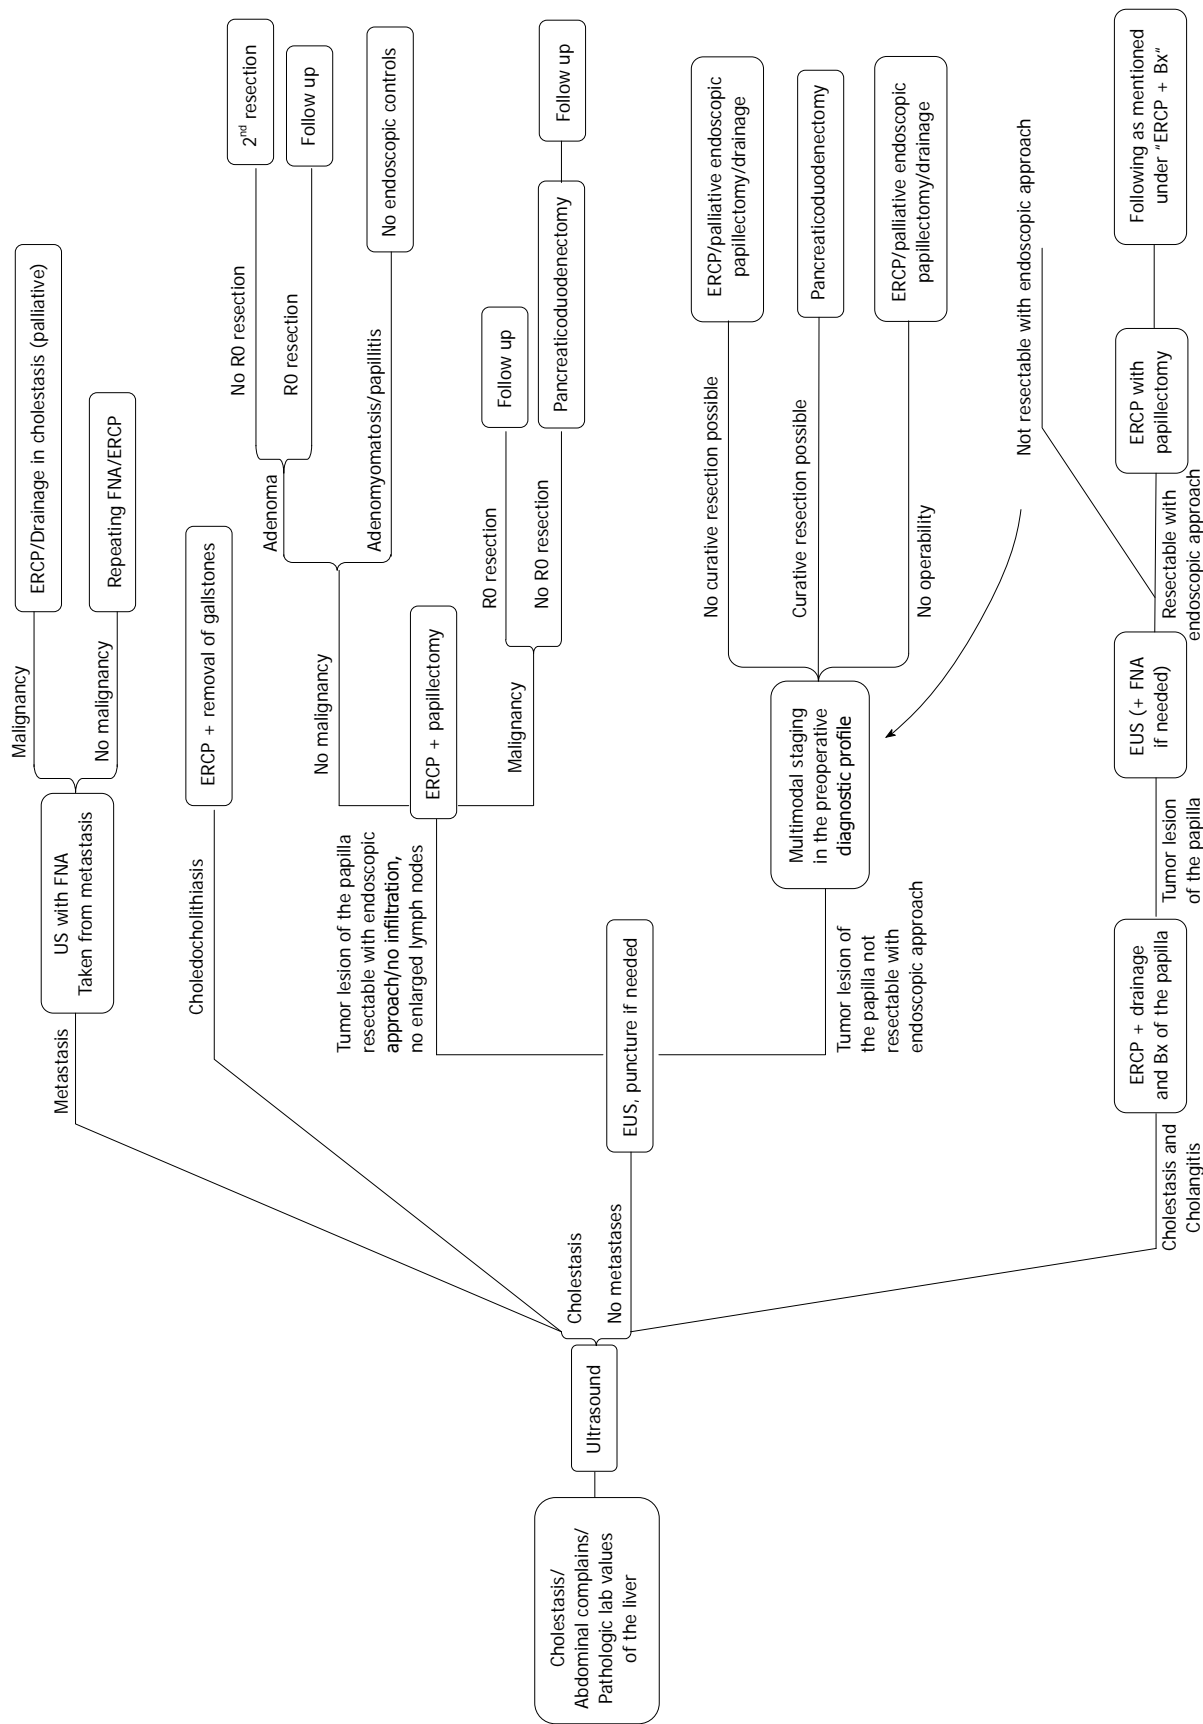 Cholestasis/
Abdominal complains/
Pathologic lab values
of the liver
Ultrasound
Metastasis
US with FNA
Taken from metastasis
Malignancy
ERCP/Drainage in cholestasis (palliative)
No malignancy
Repeating FNA/ERCP
Choledocholithiasis
ERCP + removal of gallstones
Cholestasis
No metastases
EUS, puncture if needed
Tumor lesion of the papilla
resectable with endoscopic
approach/no infiltration,
no enlarged lymph nodes
ERCP + papillectomy
No malignancy
Adenoma
No R0 resection
2nd resection
R0 resection
Follow up
Adenomyomatosis/papillitis
No endoscopic controls
Malignancy
R0 resection
Follow up
No R0 resection
Pancreaticoduodenectomy
Follow up
Tumor lesion of
the papilla not
resectable with
endoscopic approach
Multimodal staging
in the preoperative
diagnostic profile
No curative resection possible
ERCP/palliative endoscopic
papillectomy/drainage
Curative resection possible
Pancreaticoduodenectomy
No operability
ERCP/palliative endoscopic
papillectomy/drainage
Not resectable with endoscopic approach
Cholestasis and
Cholangitis
ERCP + drainage
and Bx of the papilla
Tumor lesion
of the papilla
EUS (+ FNA
if needed)
Resectable with
endoscopic approach
ERCP with
papillectomy
Following as mentioned
under "ERCP + Bx"